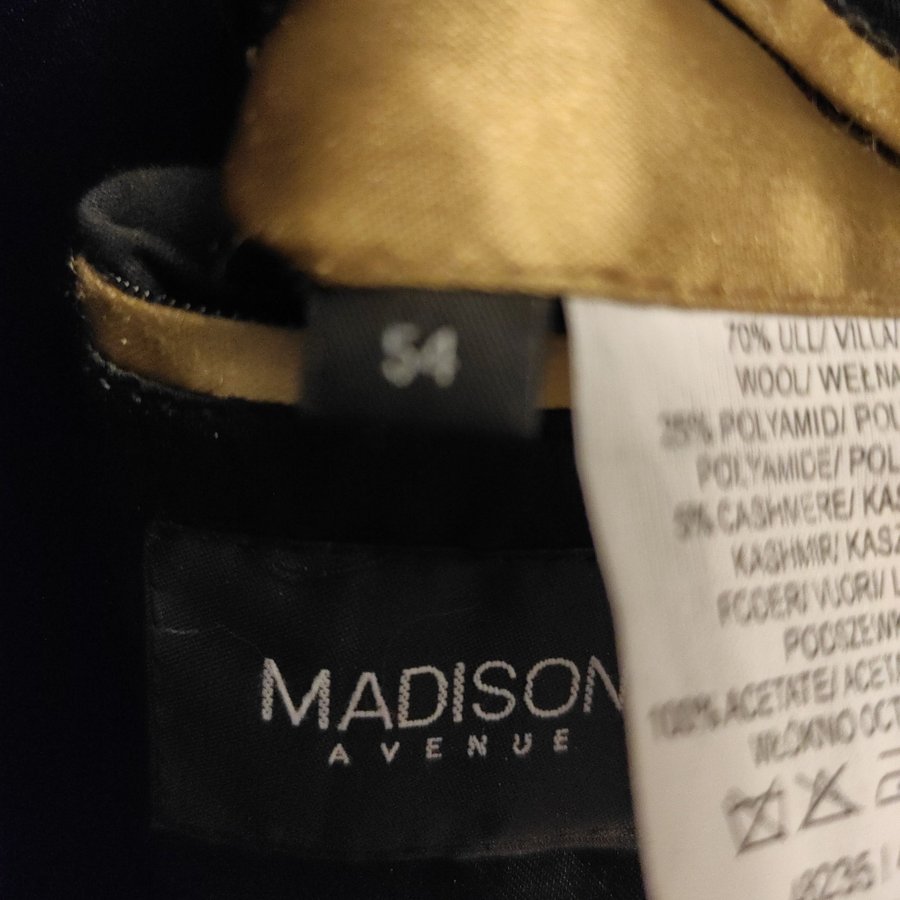 54
70% ULL/ VILLA/
WOOL/ WEŁNA
25% POLYAMID/ POL
POLYAMIDE/ POL
5% CASHMERE/ KAS
KASHMIR/ KASZ
FODER/ VUORI/ L
PODSZEWK
100% ACETATE/ ACETA
WŁÓKNO OCT
MADISON
AVENUE